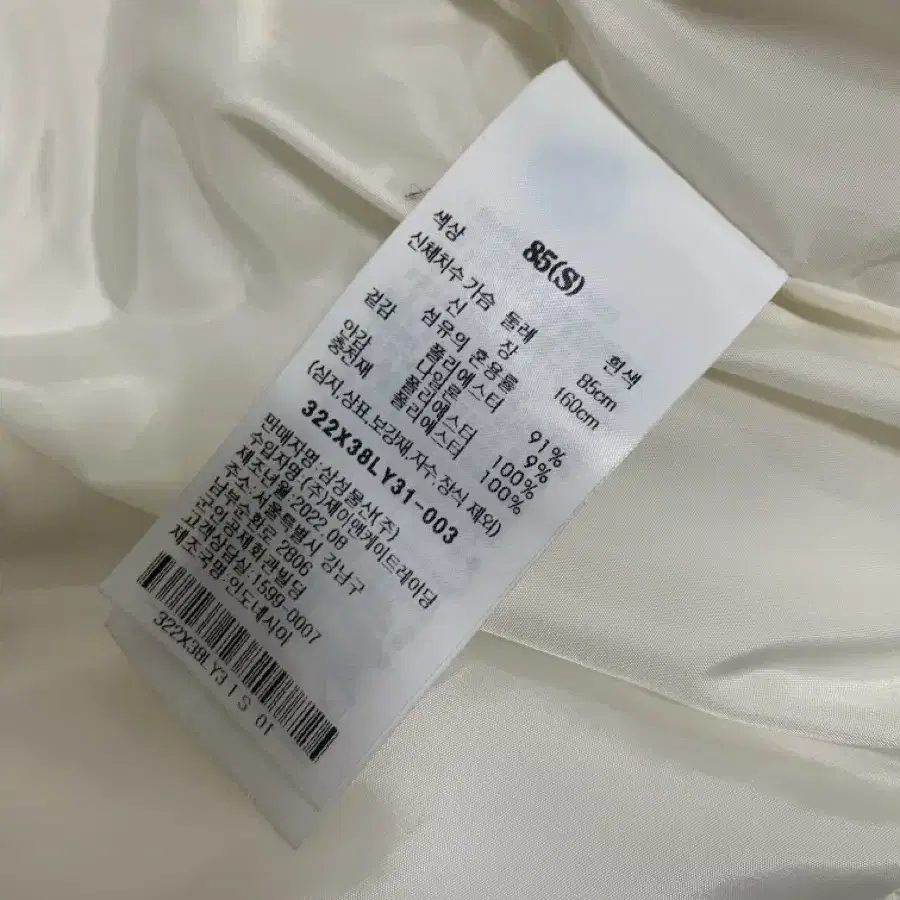 85(S)
색상 흰색
신체치수 가슴 둘레 85cm
신 장 160cm
섬유의 혼용률
겉감 폴리에스터 91%
나일론 9%
안감 폴리에스터 100%
충전재 폴리에스터 100%
(심지,상표,보강재,자수·장식 제외)
322X38LY31-003
판매자명:삼성물산(주)
수입자명:(주)제이앤케이트레이딩
제조년월:2022.08
주소:서울특별시 강남구
남부순환로 2806
군인공제회관빌딩
고객상담실:1599-0007
제조국명:인도네시아
322X38LY31 S 01